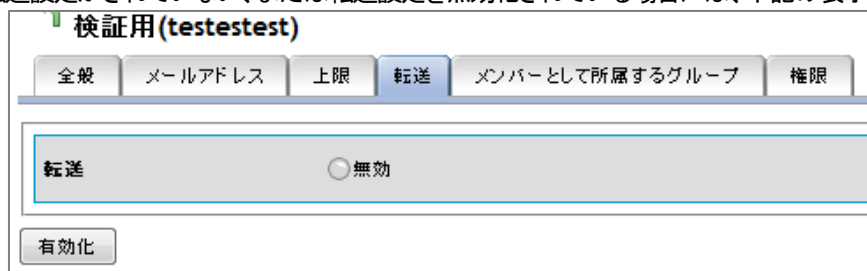 検証用(testestest)
全般 メールアドレス 上限 転送 メンバーとして所属するグループ 権限
転送 無効
有効化